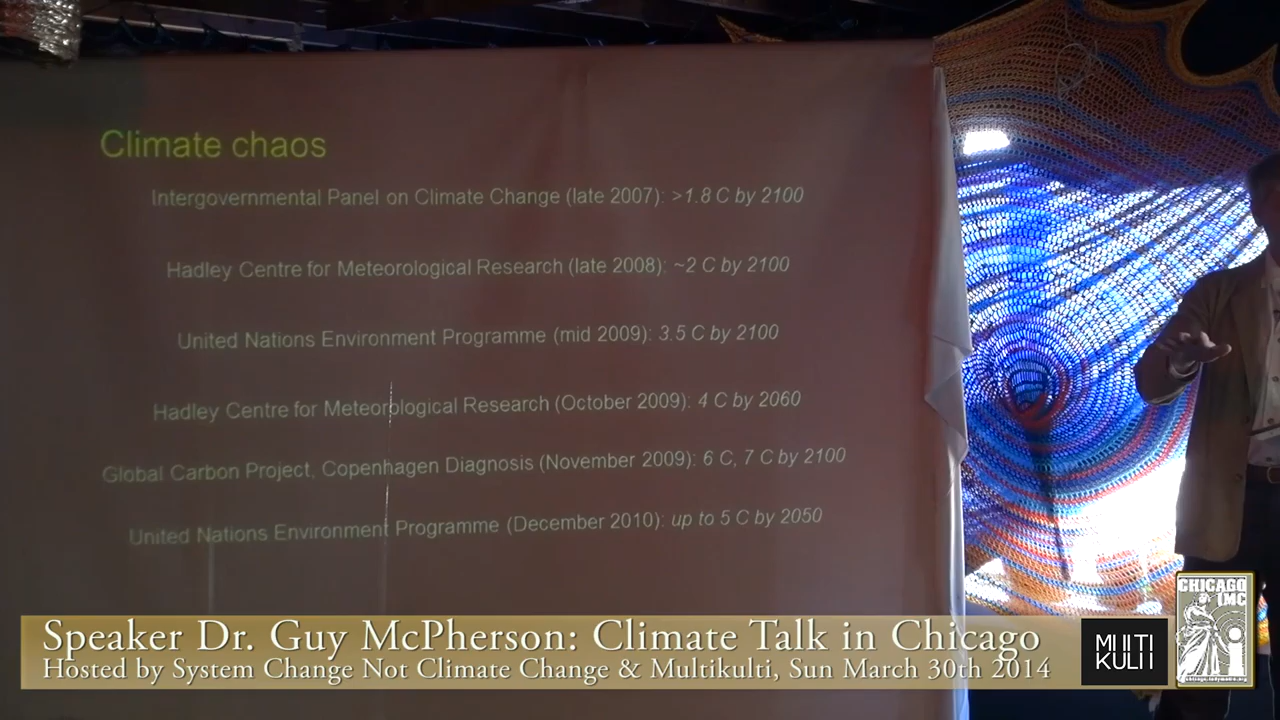 Climate chaos
Intergovernmental Panel on Climate Change (late 2007): >1.8 C by 2100
Hadley Centre for Meteorological Research (late 2008): ~2 C by 2100
United Nations Environment Programme (mid 2009): 3.5 C by 2100
Hadley Centre for Meteorological Research (October 2009): 4 C by 2060
Global Carbon Project, Copenhagen Diagnosis (November 2009): 6 C, 7 C by 2100
United Nations Environment Programme (December 2010): up to 5 C by 2050
Speaker Dr. Guy McPherson: Climate Talk in Chicago
Hosted by System Change Not Climate Change & Multikulti, Sun March 30th 2014
MULTI
KULTI
CHICAGO
IMC